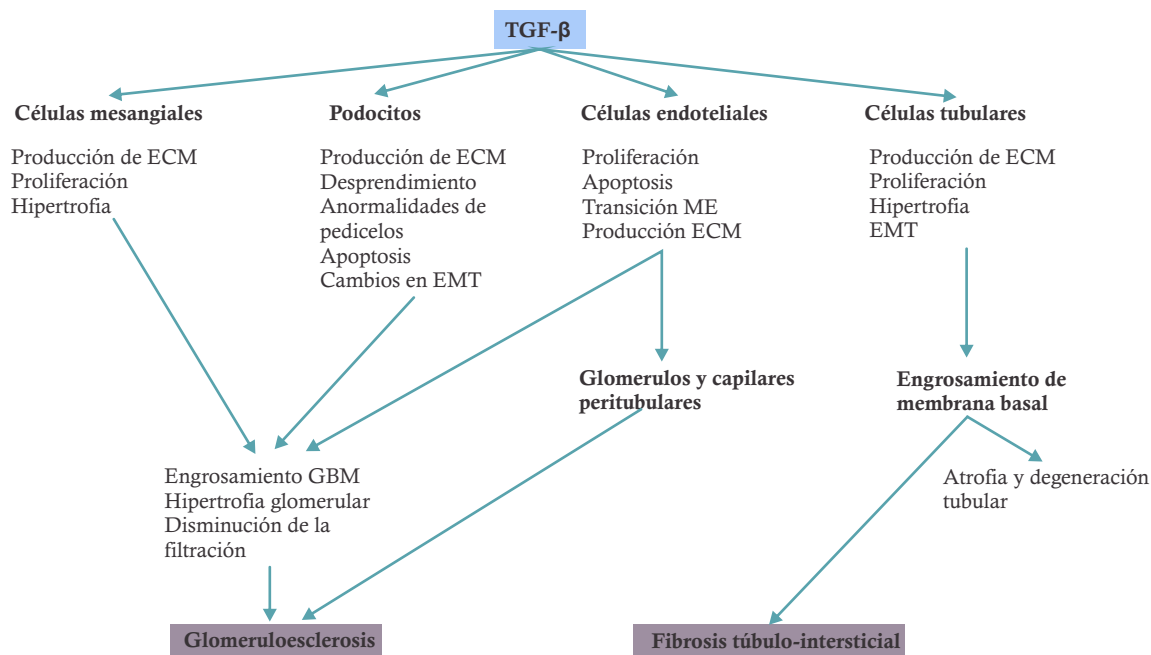 TGF-β
Células mesangiales
Producción de ECM
Proliferación
Hipertrofia
Podocitos
Producción de ECM
Desprendimiento
Anormalidades de
pedicelos
Apoptosis
Cambios en EMT
Células endoteliales
Proliferación
Apoptosis
Transición ME
Producción ECM
Células tubulares
Producción de ECM
Proliferación
Hipertrofia
EMT
Glomerulos y capilares
peritubulares
Engrosamiento de
membrana basal
Engrosamiento GBM
Hipertrofia glomerular
Disminución de la
filtración
Atrofia y degeneración
tubular
Glomeruloesclerosis
Fibrosis túbulo-intersticial